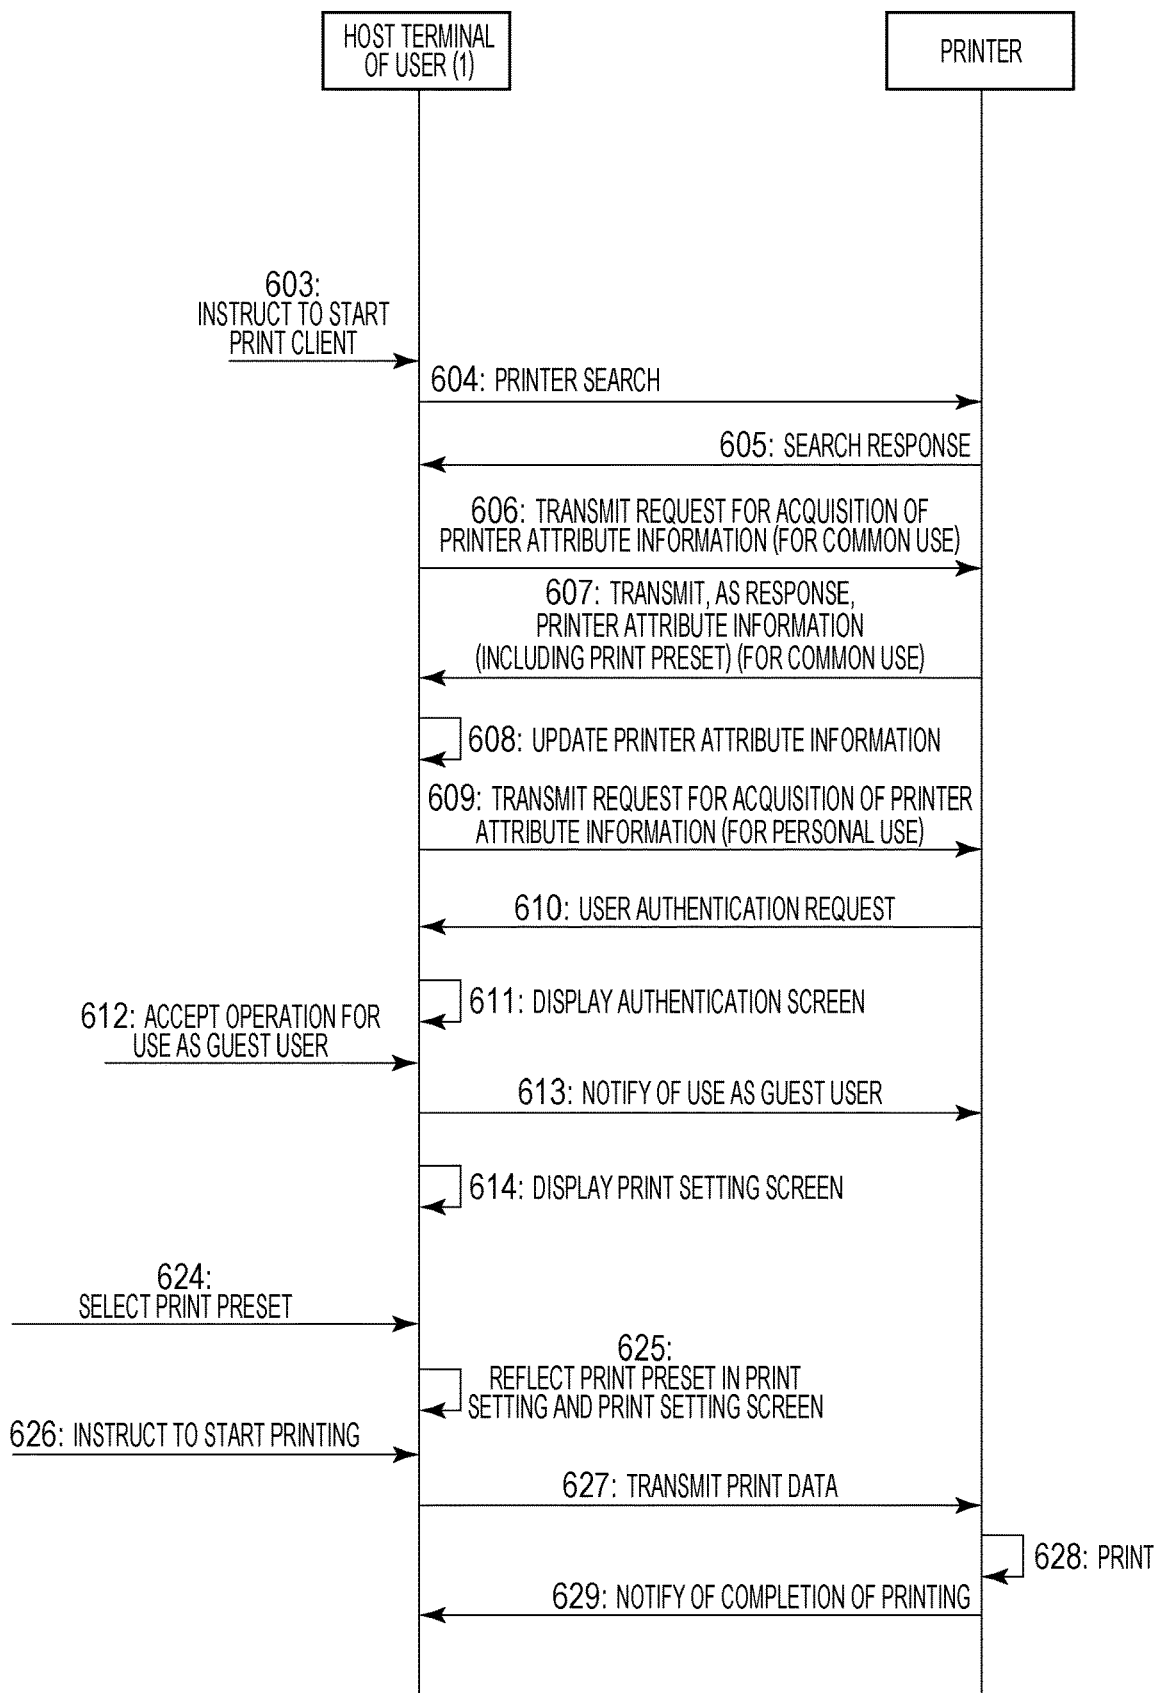 HOST TERMINAL
OF USER (1)
PRINTER
603:
INSTRUCT TO START
PRINT CLIENT
604: PRINTER SEARCH
605: SEARCH RESPONSE
606: TRANSMIT REQUEST FOR ACQUISITION OF
PRINTER ATTRIBUTE INFORMATION (FOR COMMON USE)
607: TRANSMIT, AS RESPONSE,
PRINTER ATTRIBUTE INFORMATION
(INCLUDING PRINT PRESET) (FOR COMMON USE)
608: UPDATE PRINTER ATTRIBUTE INFORMATION
609: TRANSMIT REQUEST FOR ACQUISITION OF PRINTER
ATTRIBUTE INFORMATION (FOR PERSONAL USE)
610: USER AUTHENTICATION REQUEST
611: DISPLAY AUTHENTICATION SCREEN
612: ACCEPT OPERATION FOR
USE AS GUEST USER
613: NOTIFY OF USE AS GUEST USER
614: DISPLAY PRINT SETTING SCREEN
624:
SELECT PRINT PRESET
625:
REFLECT PRINT PRESET IN PRINT
SETTING AND PRINT SETTING SCREEN
626: INSTRUCT TO START PRINTING
627: TRANSMIT PRINT DATA
628: PRINT
629: NOTIFY OF COMPLETION OF PRINTING